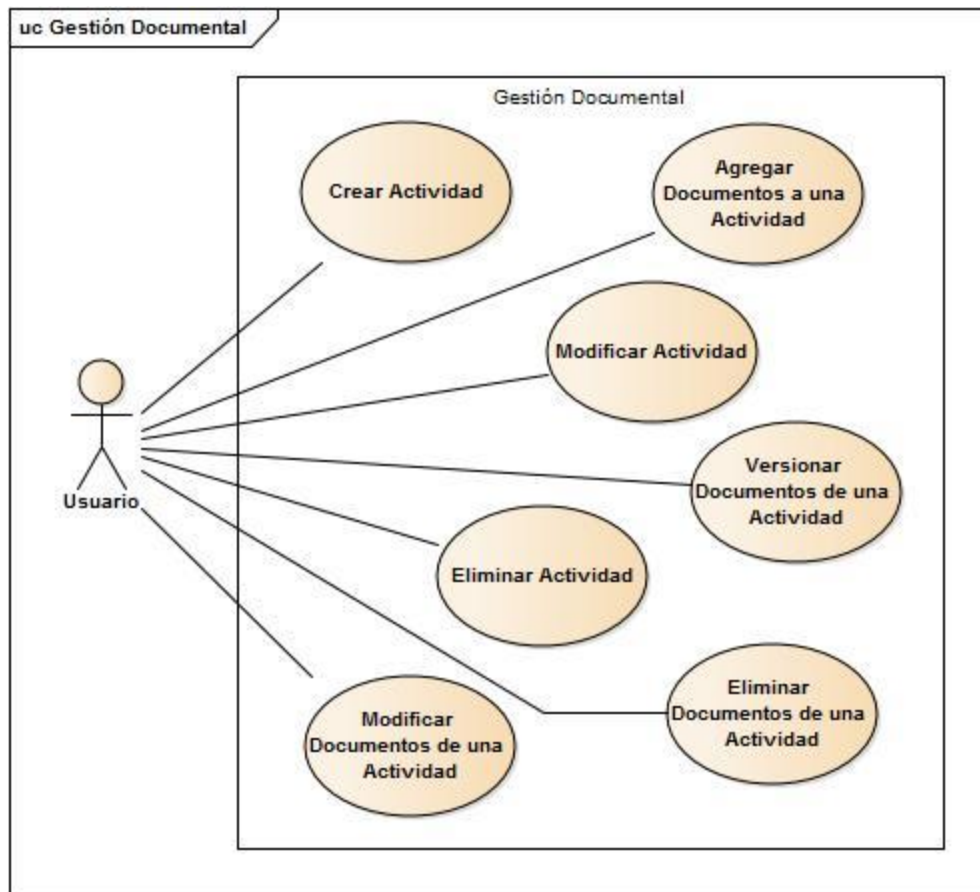 uc Gestión Documental
Gestión Documental
Crear Actividad
Agregar
Documentos a una
Actividad
Modificar Actividad
Versionar
Documentos de una
Actividad
Usuario
Eliminar Actividad
Eliminar
Documentos de una
Actividad
Modificar
Documentos de una
Actividad